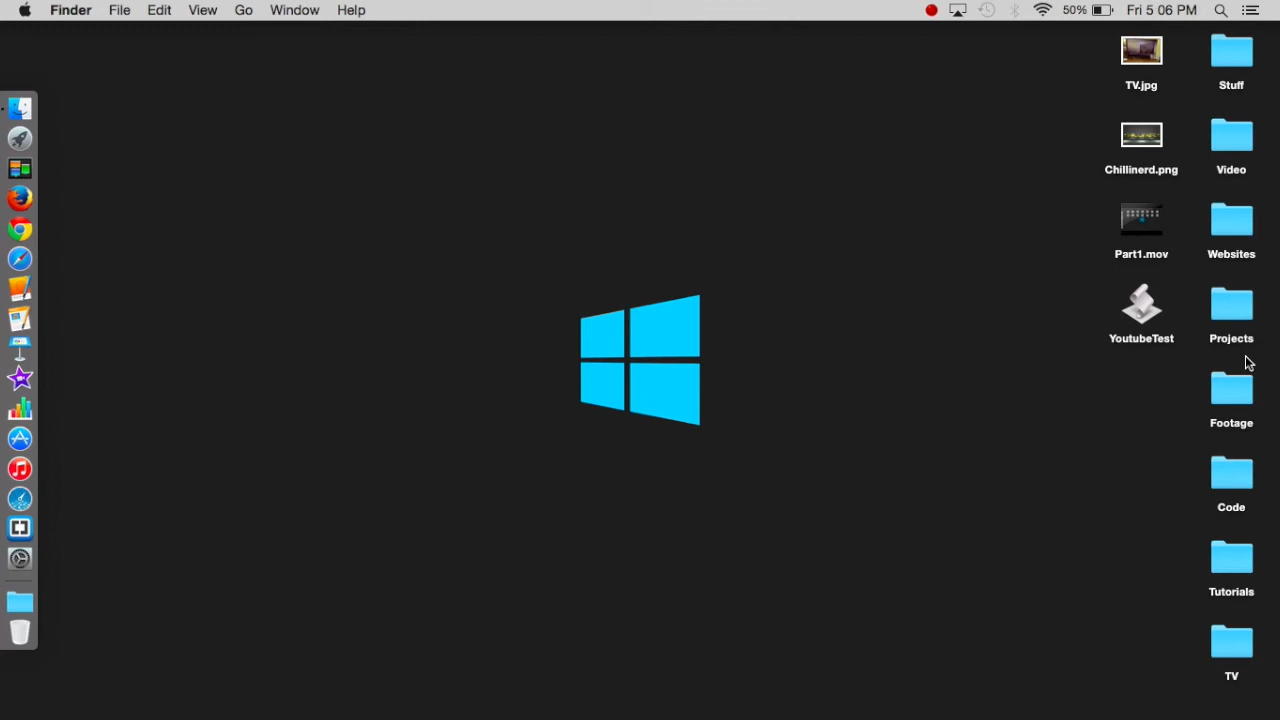 Finder File Edit View Go Window Help 50% Fri 5:06 PM
TV.jpg
Stuff
Chillinerd.png
Video
Part1.mov
Websites
YoutubeTest
Projects
Footage
Code
Tutorials
TV